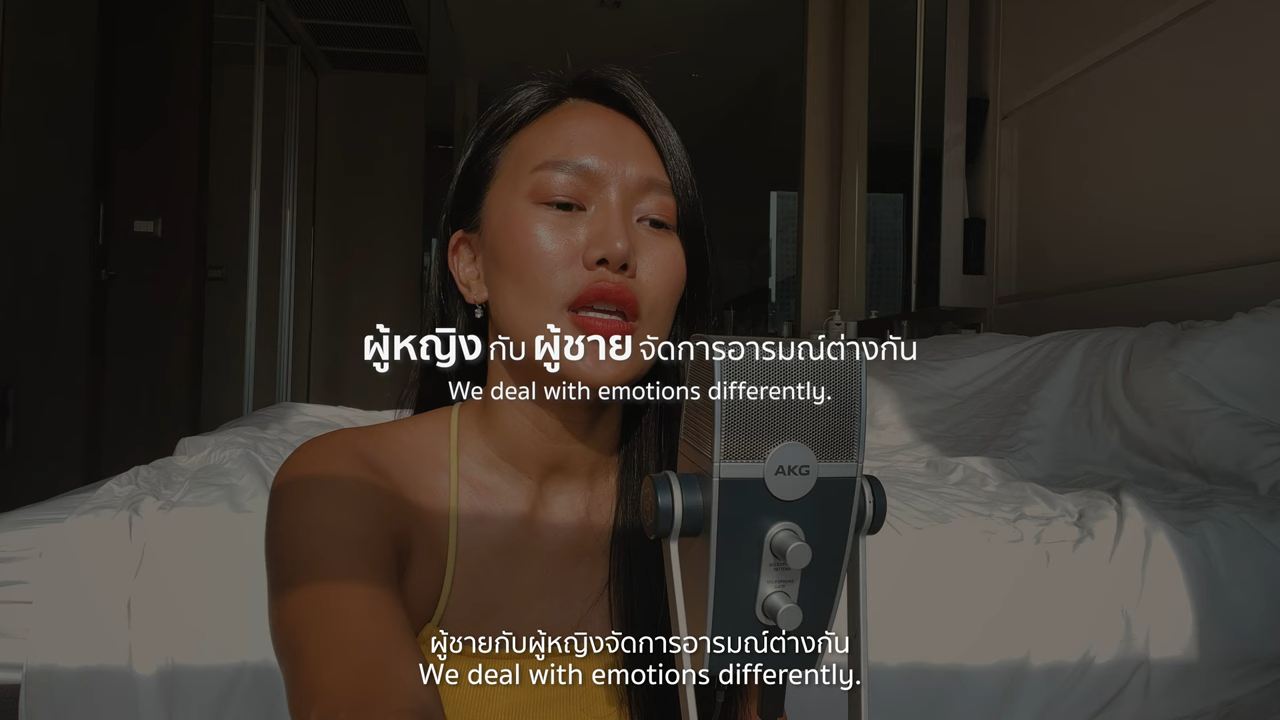 ผู้หญิง กับ ผู้ชาย จัดการอารมณ์ต่างกัน
We deal with emotions differently.
AKG
ผู้ชายกับผู้หญิงจัดการอารมณ์ต่างกัน
We deal with emotions differently.